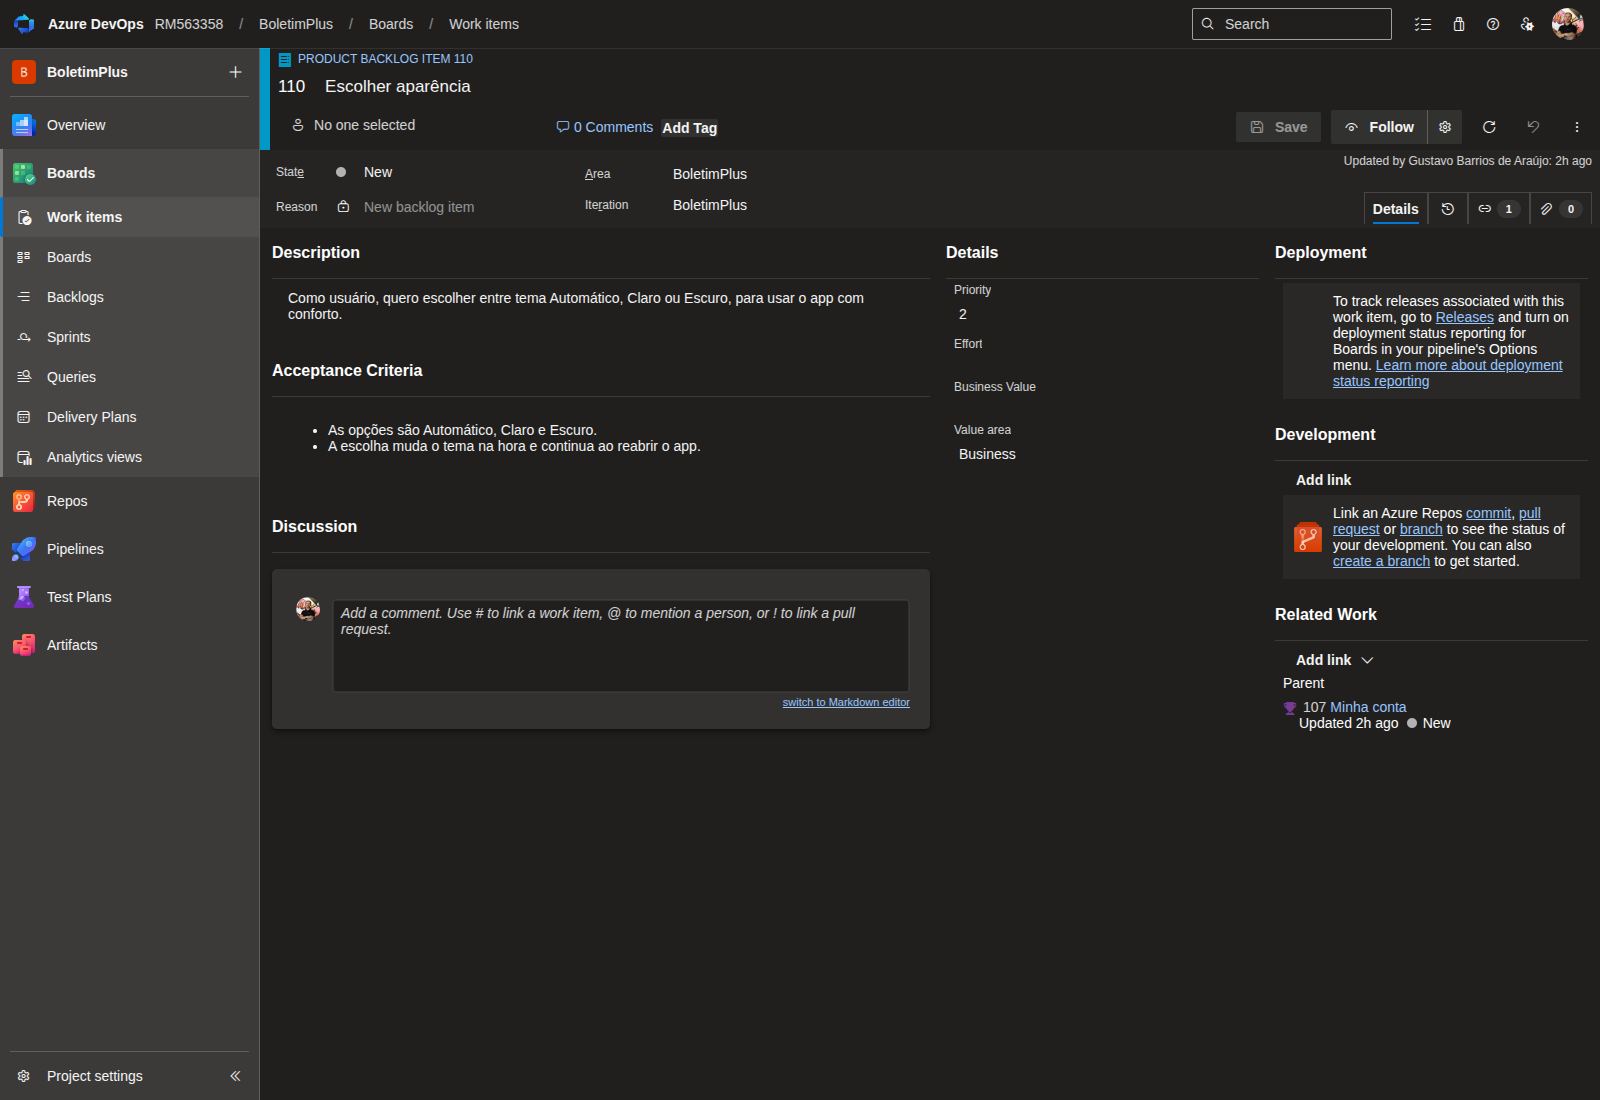 Azure DevOps RM563358 / BoletimPlus / Boards / Work items
Search
B BoletimPlus
Overview
Boards
Work items
Boards
Backlogs
Sprints
Queries
Delivery Plans
Analytics views
Repos
Pipelines
Test Plans
Artifacts
Project settings
PRODUCT BACKLOG ITEM 110
110 Escolher aparência
No one selected
0 Comments Add Tag
Save
Follow
State New
Area BoletimPlus
Updated by Gustavo Barrios de Araújo: 2h ago
Reason New backlog item
Iteration BoletimPlus
Details 1 0
Description
Como usuário, quero escolher entre tema Automático, Claro ou Escuro, para usar o app com
conforto.
Acceptance Criteria
• As opções são Automático, Claro e Escuro.
• A escolha muda o tema na hora e continua ao reabrir o app.
Discussion
Add a comment. Use # to link a work item, @ to mention a person, or ! to link a pull
request.
switch to Markdown editor
Details
Priority
2
Effort
Business Value
Value area
Business
Deployment
To track releases associated with this
work item, go to Releases and turn on
deployment status reporting for
Boards in your pipeline's Options
menu. Learn more about deployment
status reporting
Development
Add link
Link an Azure Repos commit, pull
request or branch to see the status of
your development. You can also
create a branch to get started.
Related Work
Add link
Parent
107 Minha conta
Updated 2h ago New